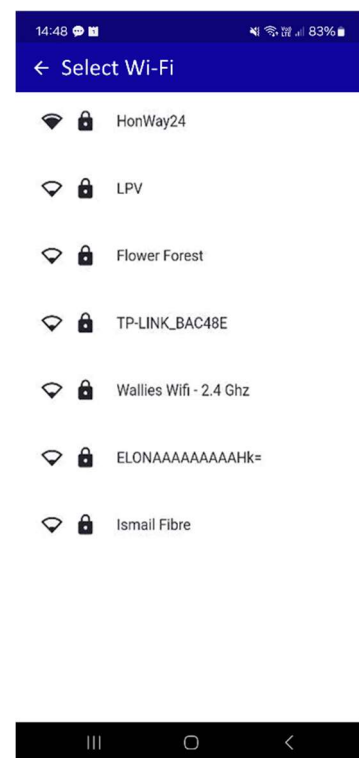 14:48 83%
← Select Wi-Fi
HonWay24
LPV
Flower Forest
TP-LINK_BAC48E
Wallies Wifi - 2.4 Ghz
ELONAAAAAAAAAHk=
Ismail Fibre